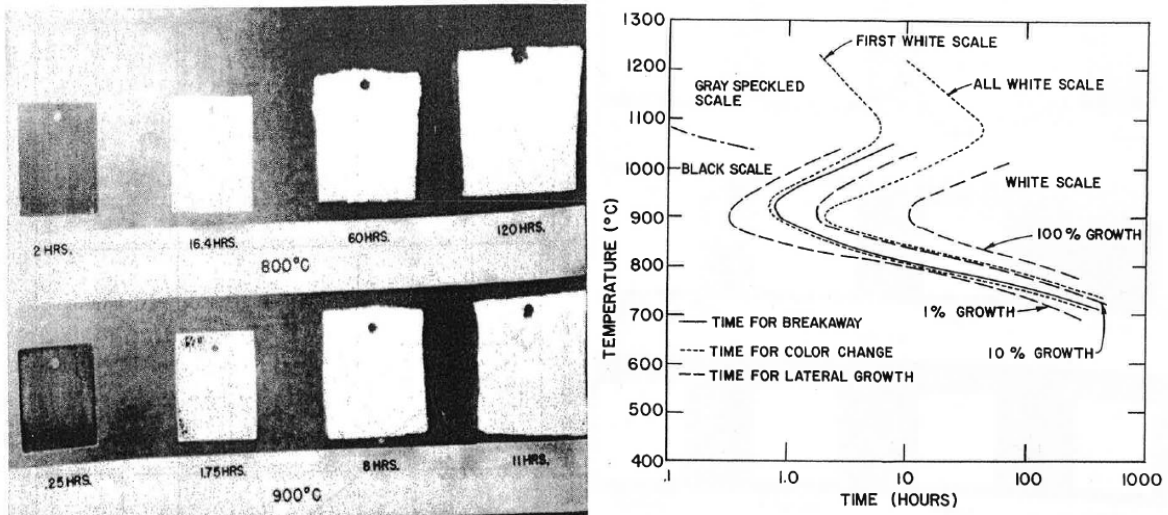 2 HRS.
16.4 HRS.
60 HRS.
120 HRS.
800°C
.25 HRS.
1.75 HRS.
8 HRS.
11 HRS.
900°C
1300
1200
1100
1000
900
800
700
600
500
400
TEMPERATURE (°C)
FIRST WHITE SCALE
GRAY SPECKLED
SCALE
ALL WHITE SCALE
BLACK SCALE
WHITE SCALE
100 % GROWTH
1% GROWTH
10 % GROWTH
TIME FOR BREAKAWAY
TIME FOR COLOR CHANGE
TIME FOR LATERAL GROWTH
.1
1.0
10
100
1000
TIME (HOURS)